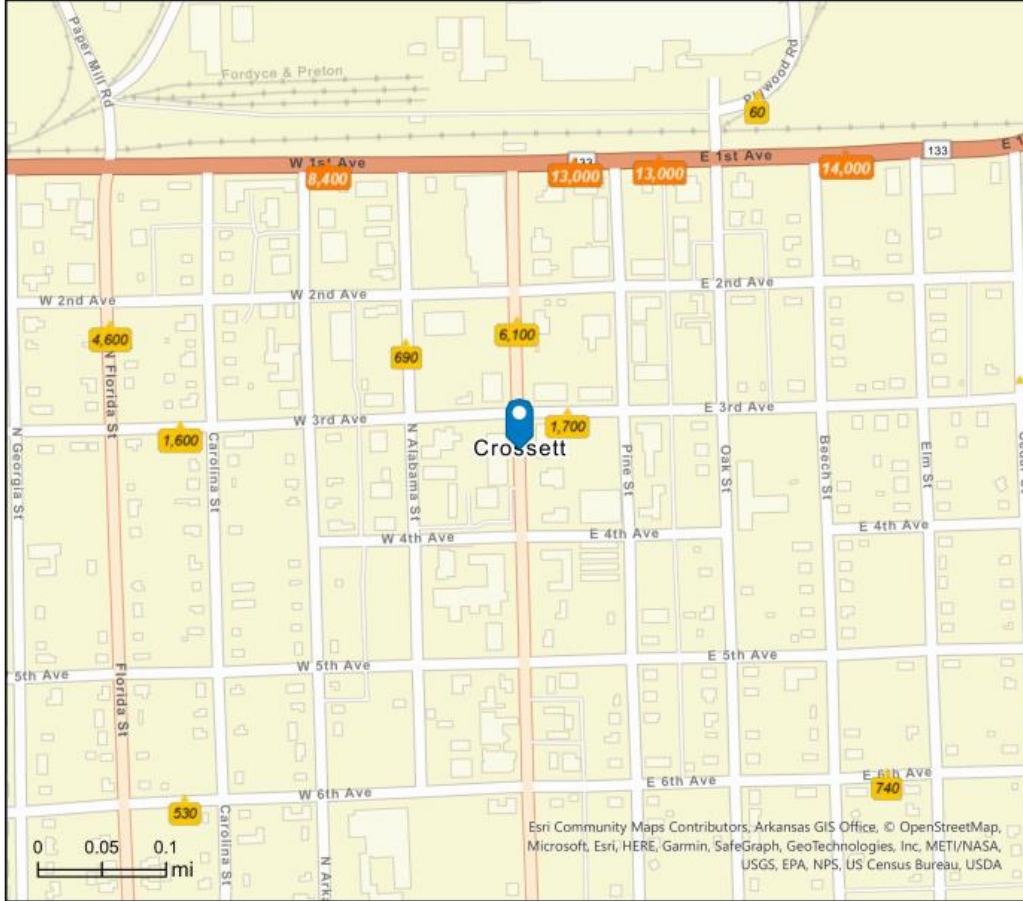 Paper Mill Rd
Fordyce & Preton
Plywood Rd
60
W 1st Ave
133
E 1st Ave
133
E 1
8,400
13,000
13,000
14,000
W 2nd Ave
W 2nd Ave
E 2nd Ave
4,600
N Florida St
690
6,100
W 3rd Ave
E 3rd Ave
1,600
1,700
N Georgia St
Carolina St
N Alabama St
Crossett
Pine St
Oak St
Beech St
Elm St
W 4th Ave
E 4th Ave
E 4th Ave
5th Ave
W 5th Ave
E 5th Ave
Florida St
W 6th Ave
E 6th Ave
E 6th Ave
530
740
Carolina St
N Arka
0 0.05 0.1
mi
Esri Community Maps Contributors, Arkansas GIS Office, © OpenStreetMap,
Microsoft, Esri, HERE, Garmin, SafeGraph, GeoTechnologies, Inc, METI/NASA,
USGS, EPA, NPS, US Census Bureau, USDA